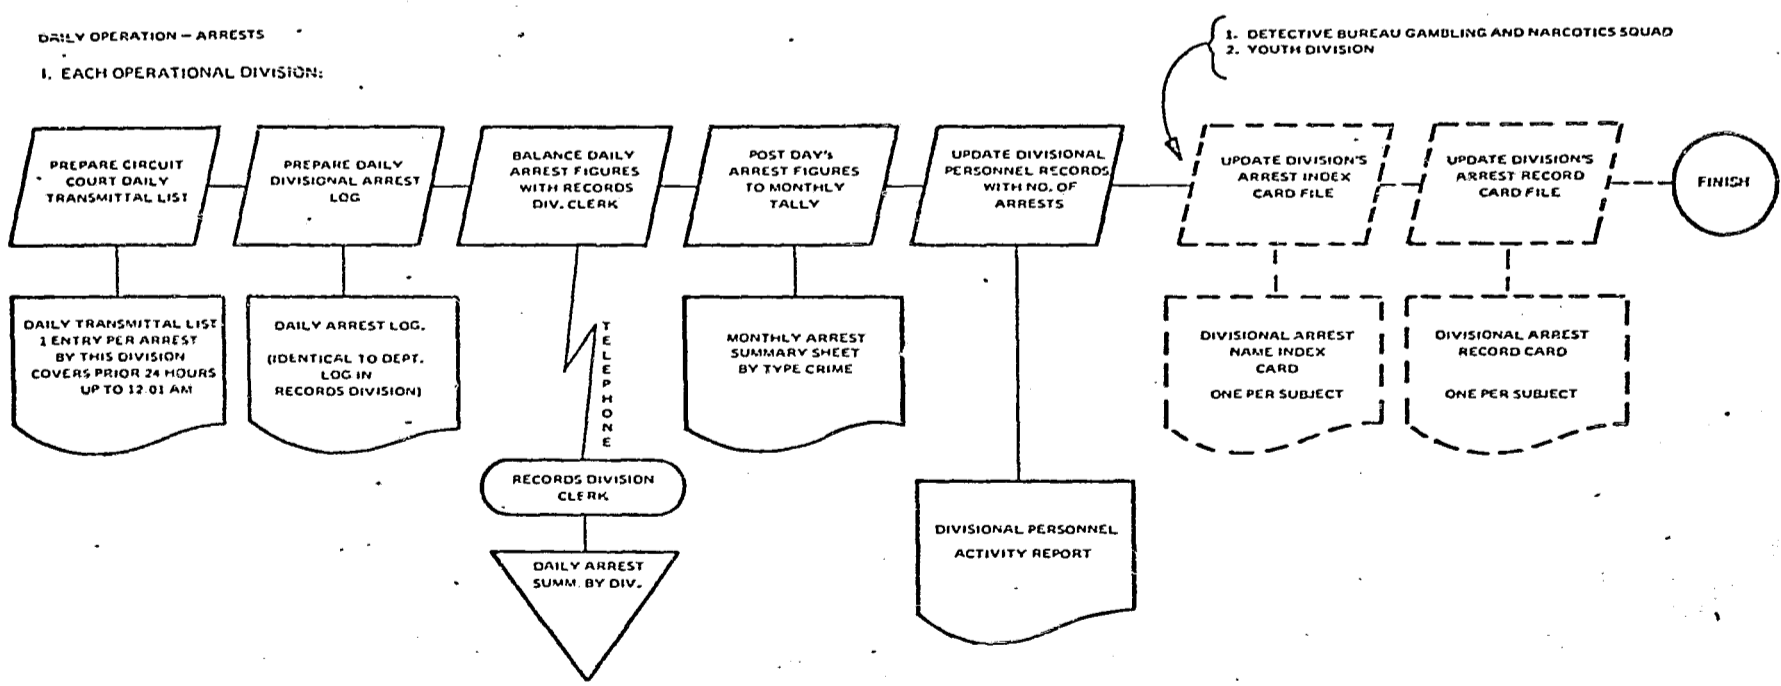 DAILY OPERATION — ARRESTS
I. EACH OPERATIONAL DIVISION:
1. DETECTIVE BUREAU GAMBLING AND NARCOTICS SQUAD
2. YOUTH DIVISION
PREPARE CIRCUIT
COURT DAILY
TRANSMITTAL LIST
PREPARE DAILY
DIVISIONAL ARREST
LOG
BALANCE DAILY
ARREST FIGURES
WITH RECORDS
DIV. CLERK
POST DAY's
ARREST FIGURES
TO MONTHLY
TALLY
UPDATE DIVISIONAL
PERSONNEL RECORDS
WITH NO. OF
ARRESTS
UPDATE DIVISION'S
ARREST INDEX
CARD FILE
UPDATE DIVISION'S
ARREST RECORD
CARD FILE
FINISH
DAILY TRANSMITTAL LIST
1 ENTRY PER ARREST
BY THIS DIVISION
COVERS PRIOR 24 HOURS
UP TO 12.01 AM
DAILY ARREST LOG.
(IDENTICAL TO DEPT.
LOG IN
RECORDS DIVISION)
TELEPHONE
RECORDS DIVISION
CLERK
DAILY ARREST
SUMM. BY DIV.
MONTHLY ARREST
SUMMARY SHEET
BY TYPE CRIME
DIVISIONAL PERSONNEL
ACTIVITY REPORT
DIVISIONAL ARREST
NAME INDEX
CARD
ONE PER SUBJECT
DIVISIONAL ARREST
RECORD CARD
ONE PER SUBJECT